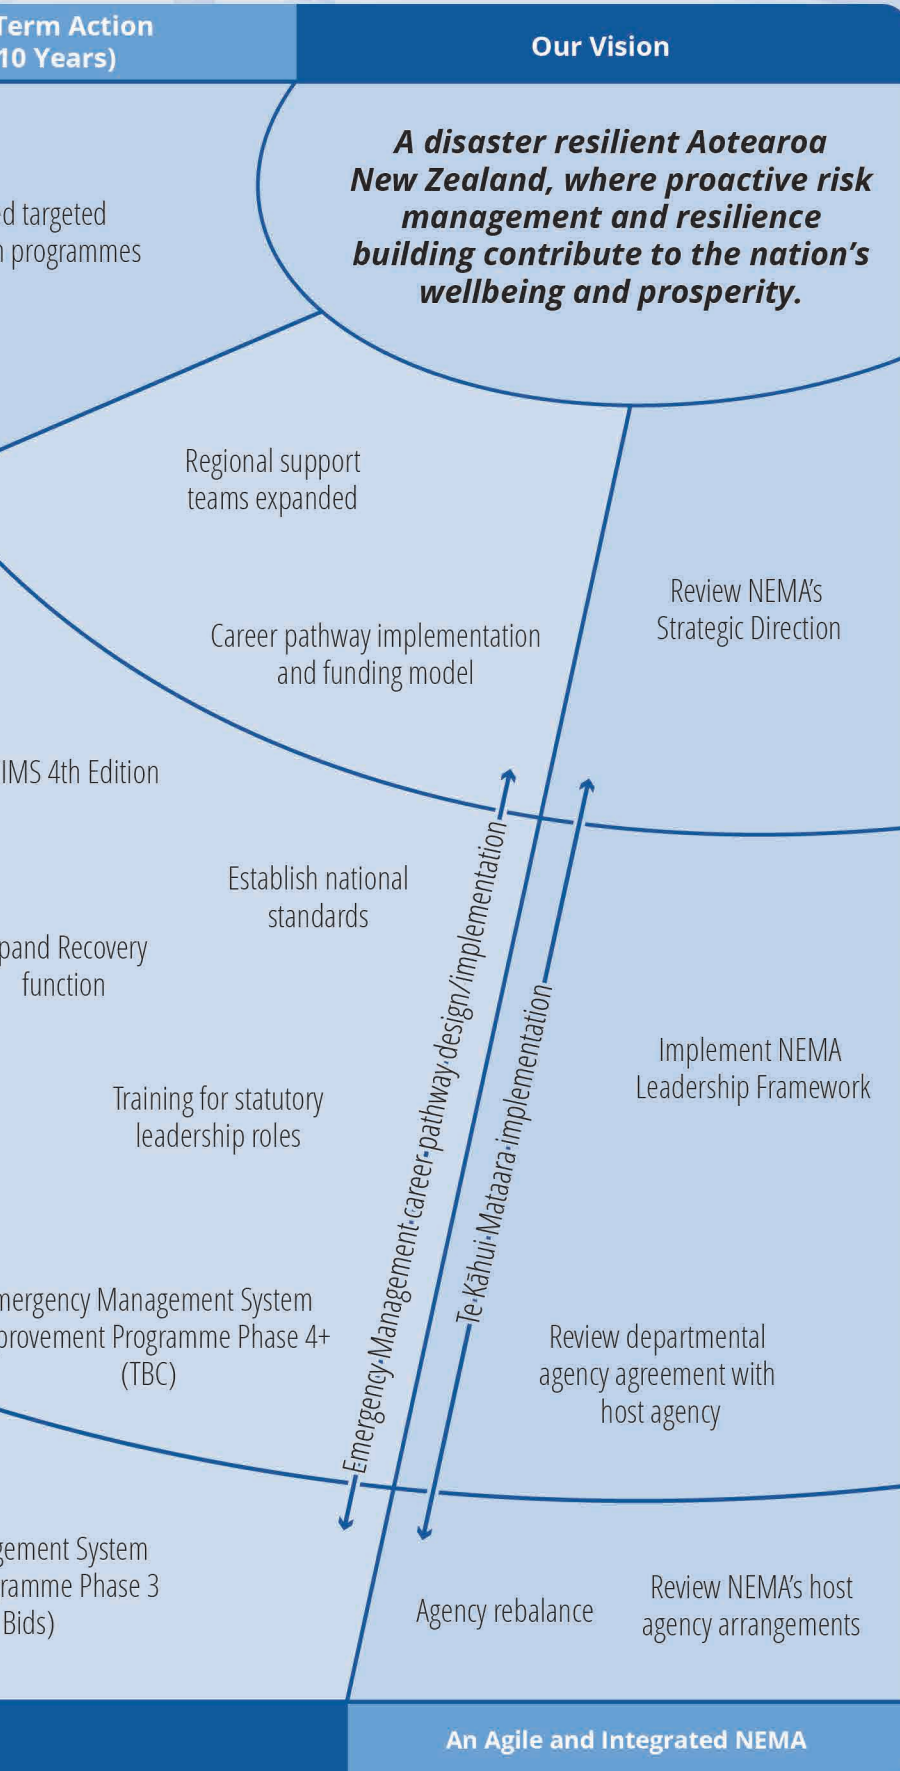 Term Action
10 Years)
Our Vision
A disaster resilient Aotearoa
New Zealand, where proactive risk
management and resilience
building contribute to the nation’s
wellbeing and prosperity.
ed targeted
programmes
Regional support
teams expanded
Review NEMA’s
Strategic Direction
Career pathway implementation
and funding model
IMS 4th Edition
Establish national
standards
pand Recovery
function
Emergency Management career pathway design/implementation
Te Kāhui Mataara implementation
Implement NEMA
Leadership Framework
Training for statutory
leadership roles
mergency Management System
provement Programme Phase 4+
(TBC)
Review departmental
agency agreement with
host agency
gement System
ramme Phase 3
Bids)
Agency rebalance
Review NEMA’s host
agency arrangements
An Agile and Integrated NEMA